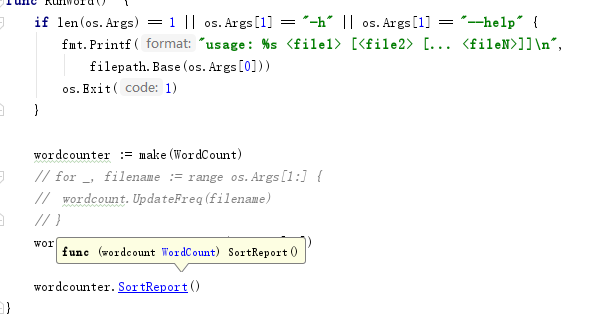 func RunWord() {
if len(os.Args) == 1 || os.Args[1] == "-h" || os.Args[1] == "--help" {
fmt.Printf( format: "usage: %s <file1> [<file2> [... <fileN>]]\n",
filepath.Base(os.Args[0]))
os.Exit( code: 1)
}
wordcounter := make(WordCount)
// for _, filename := range os.Args[1:] {
// wordcount.UpdateFreq(filename)
// }
wor
func (wordcount WordCount) SortReport()
wordcounter.SortReport()
}